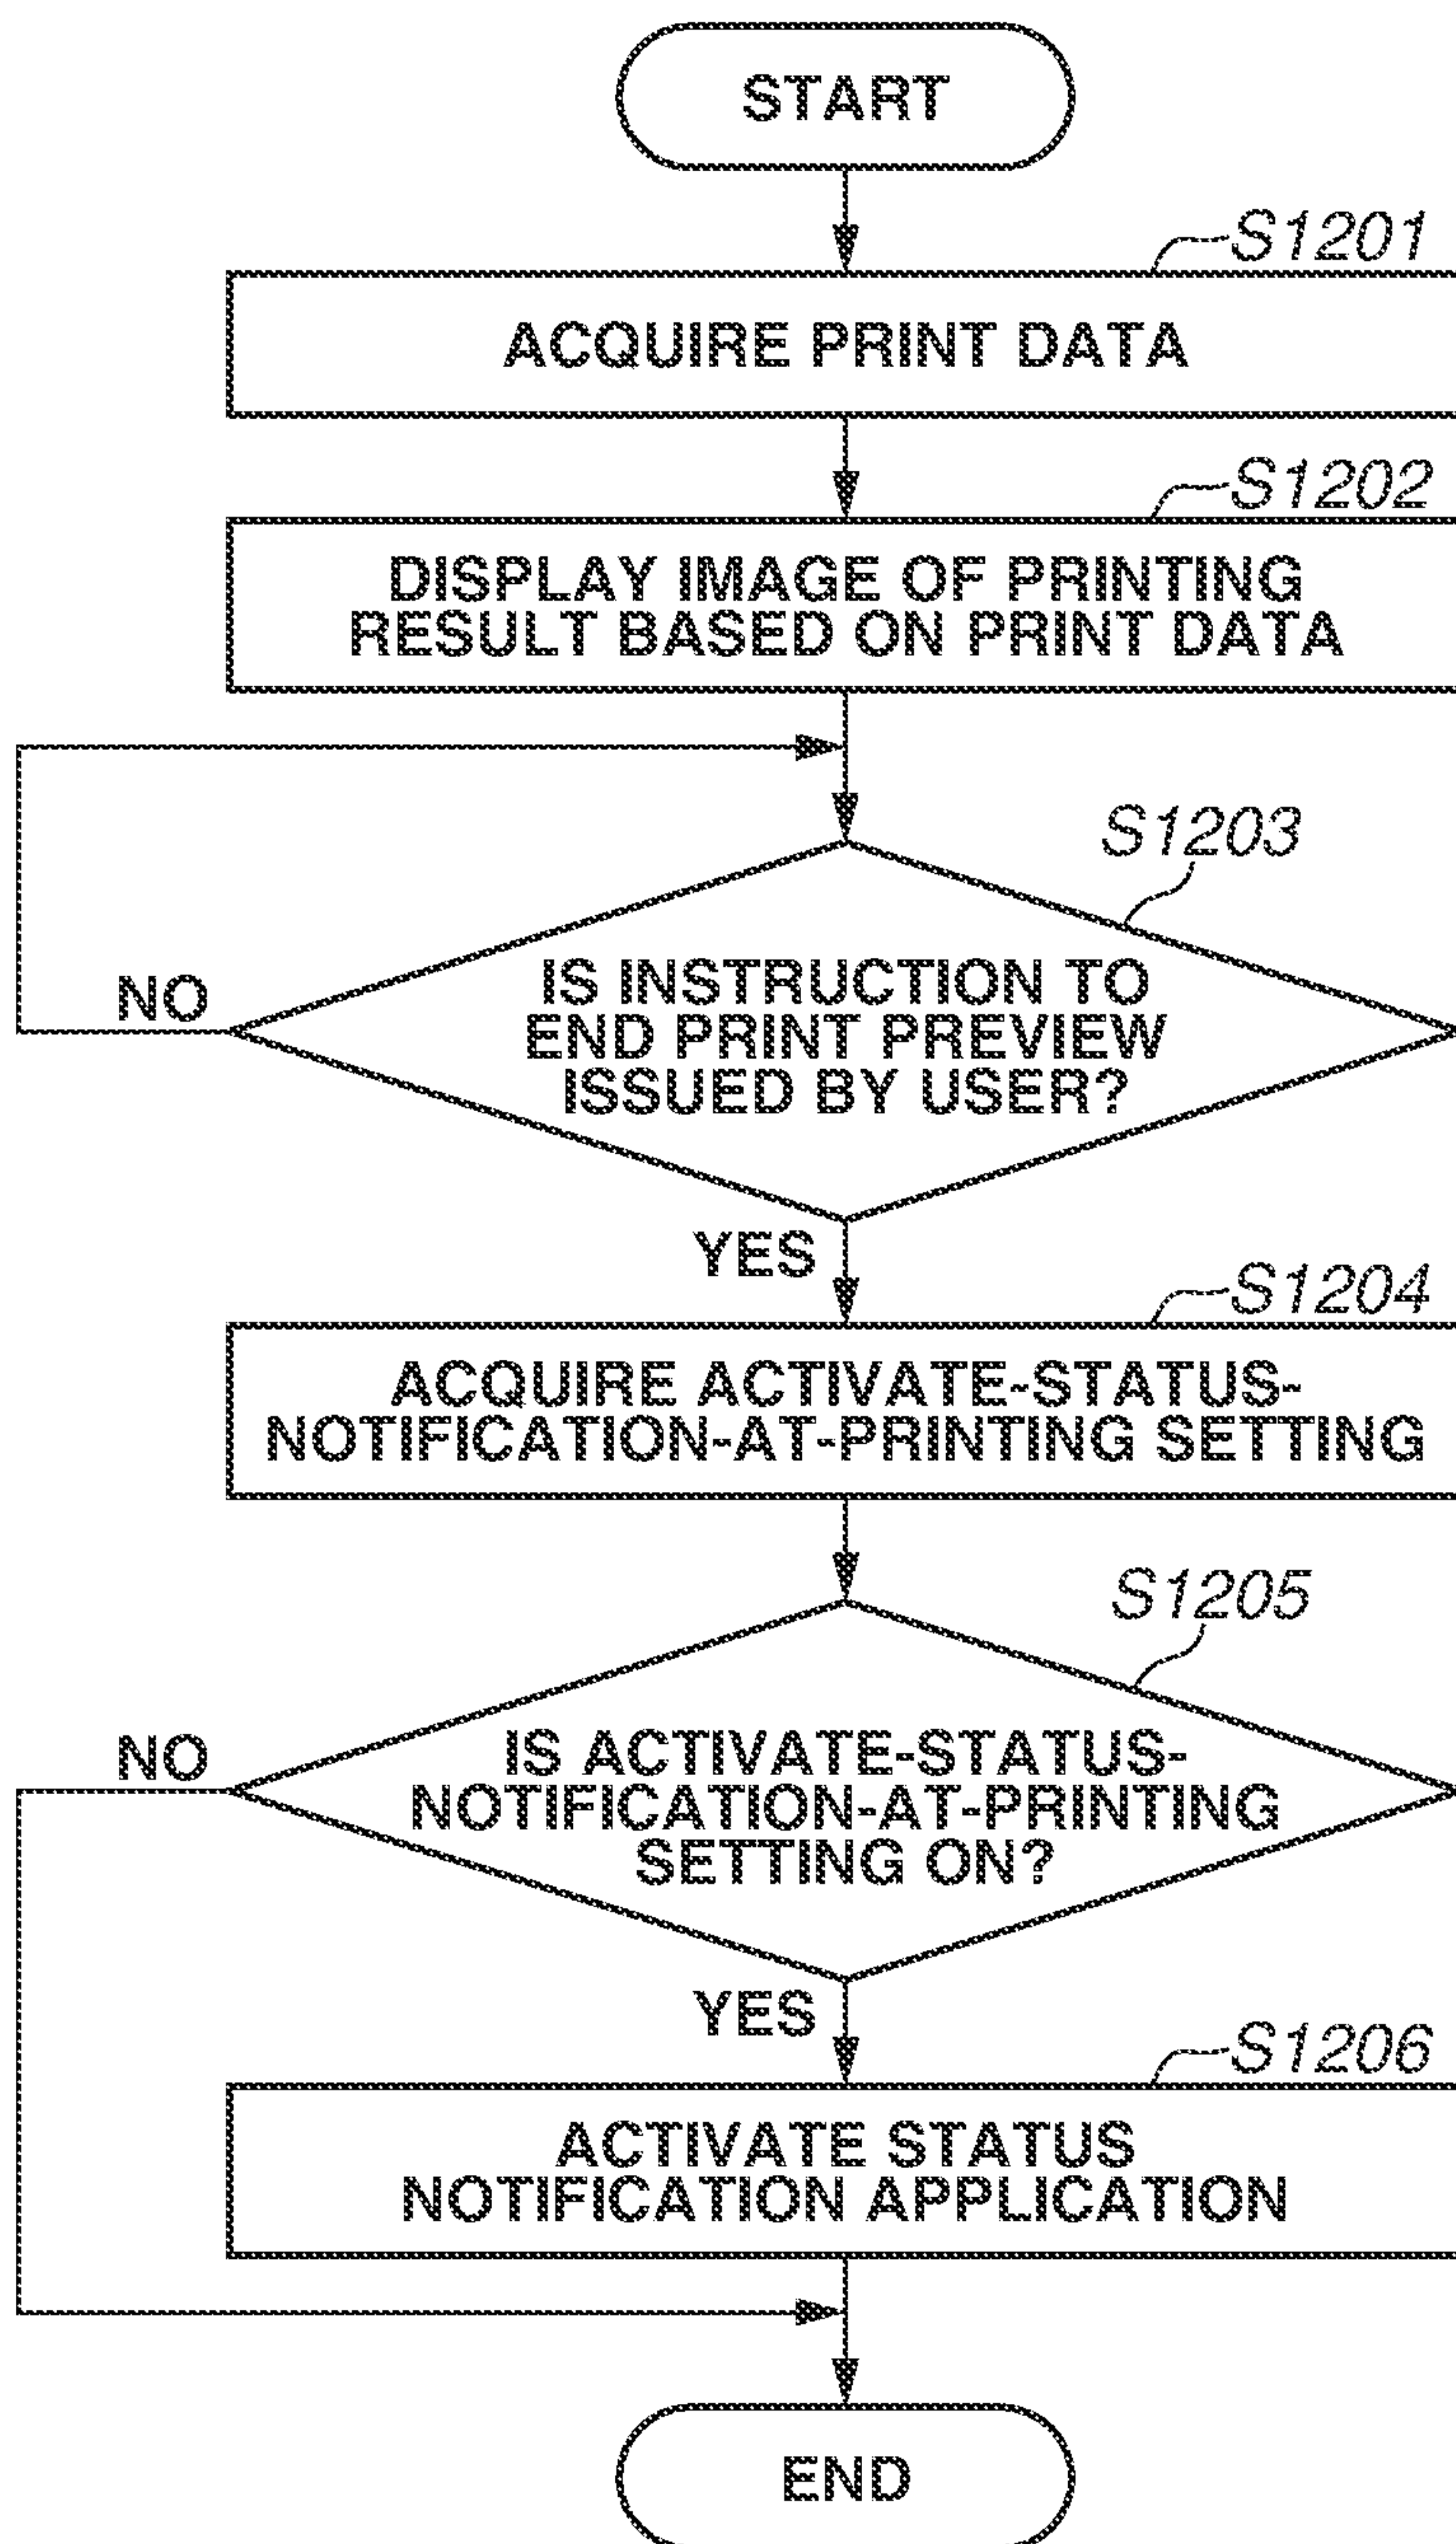 START
S1201
ACQUIRE PRINT DATA
S1202
DISPLAY IMAGE OF PRINTING
RESULT BASED ON PRINT DATA
S1203
NO
IS INSTRUCTION TO
END PRINT PREVIEW
ISSUED BY USER?
YES
S1204
ACQUIRE ACTIVATE-STATUS-
NOTIFICATION-AT-PRINTING SETTING
S1205
NO
IS ACTIVATE-STATUS-
NOTIFICATION-AT-PRINTING
SETTING ON?
YES
S1206
ACTIVATE STATUS
NOTIFICATION APPLICATION
END